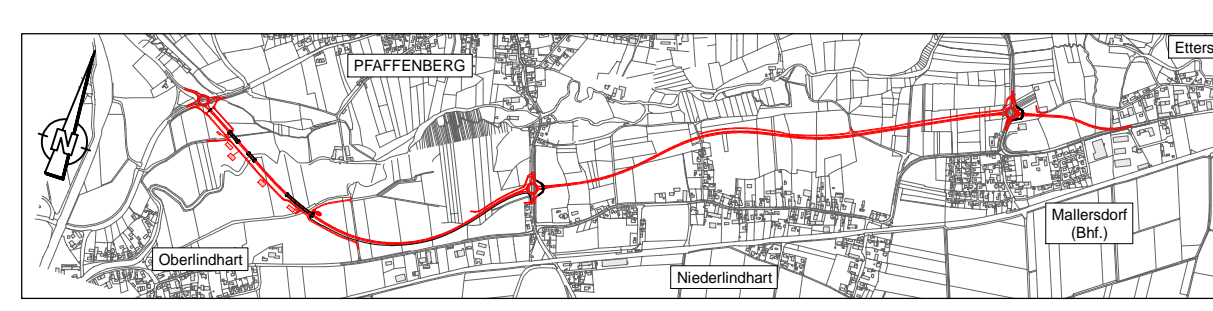 Etters
PFAFFENBERG
N
Mallersdorf
(Bhf.)
Oberlindhart
Niederlindhart